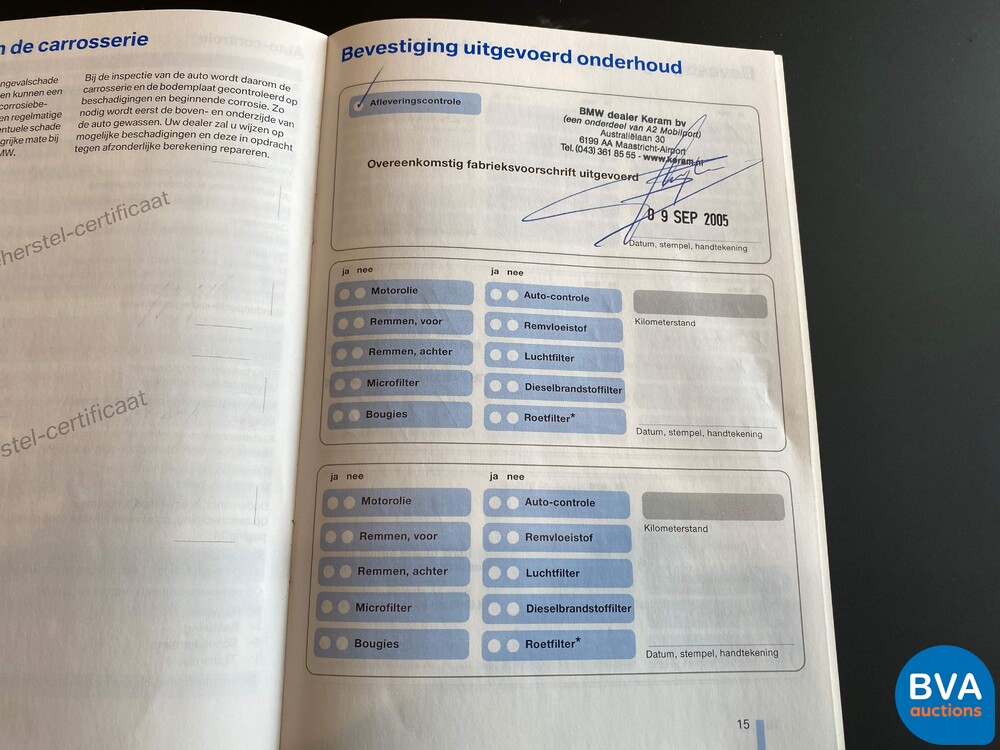 n de carrosserie
ngevalschade
en kunnen een
corrosiebe-
en regelmatige
entuele schade
grijke mate bij
MW.
Bij de inspectie van de auto wordt daarom de
carrosserie en de bodemplaat gecontroleerd op
beschadigingen en beginnende corrosie. Zo
nodig wordt eerst de boven- en onderzijde van
de auto gewassen. Uw dealer zal u wijzen op
mogelijke beschadigingen en deze in opdracht
tegen afzonderlijke berekening repareren.
herstel-certificaat
stel-certificaat
Bevestiging uitgevoerd onderhoud
Afleveringscontrole
BMW dealer Keram bv
(een onderdeel van A2 Mobilport)
Australiëlaan 30
6199 AA Maastricht-Airport
Tel. (043) 361 85 55 - www.keram.nl
Overeenkomstig fabrieksvoorschrift uitgevoerd
0 9 SEP 2005
Datum, stempel, handtekening
ja nee
Motorolie
Remmen, voor
Remmen, achter
Microfilter
Bougies
ja nee
Auto-controle
Remvloeistof
Luchtfilter
Dieselbrandstoffilter
Roetfilter*
Kilometerstand
Datum, stempel, handtekening
ja nee
Motorolie
Remmen, voor
Remmen, achter
Microfilter
Bougies
ja nee
Auto-controle
Remvloeistof
Luchtfilter
Dieselbrandstoffilter
Roetfilter*
Kilometerstand
Datum, stempel, handtekening
15
BVA
auctions